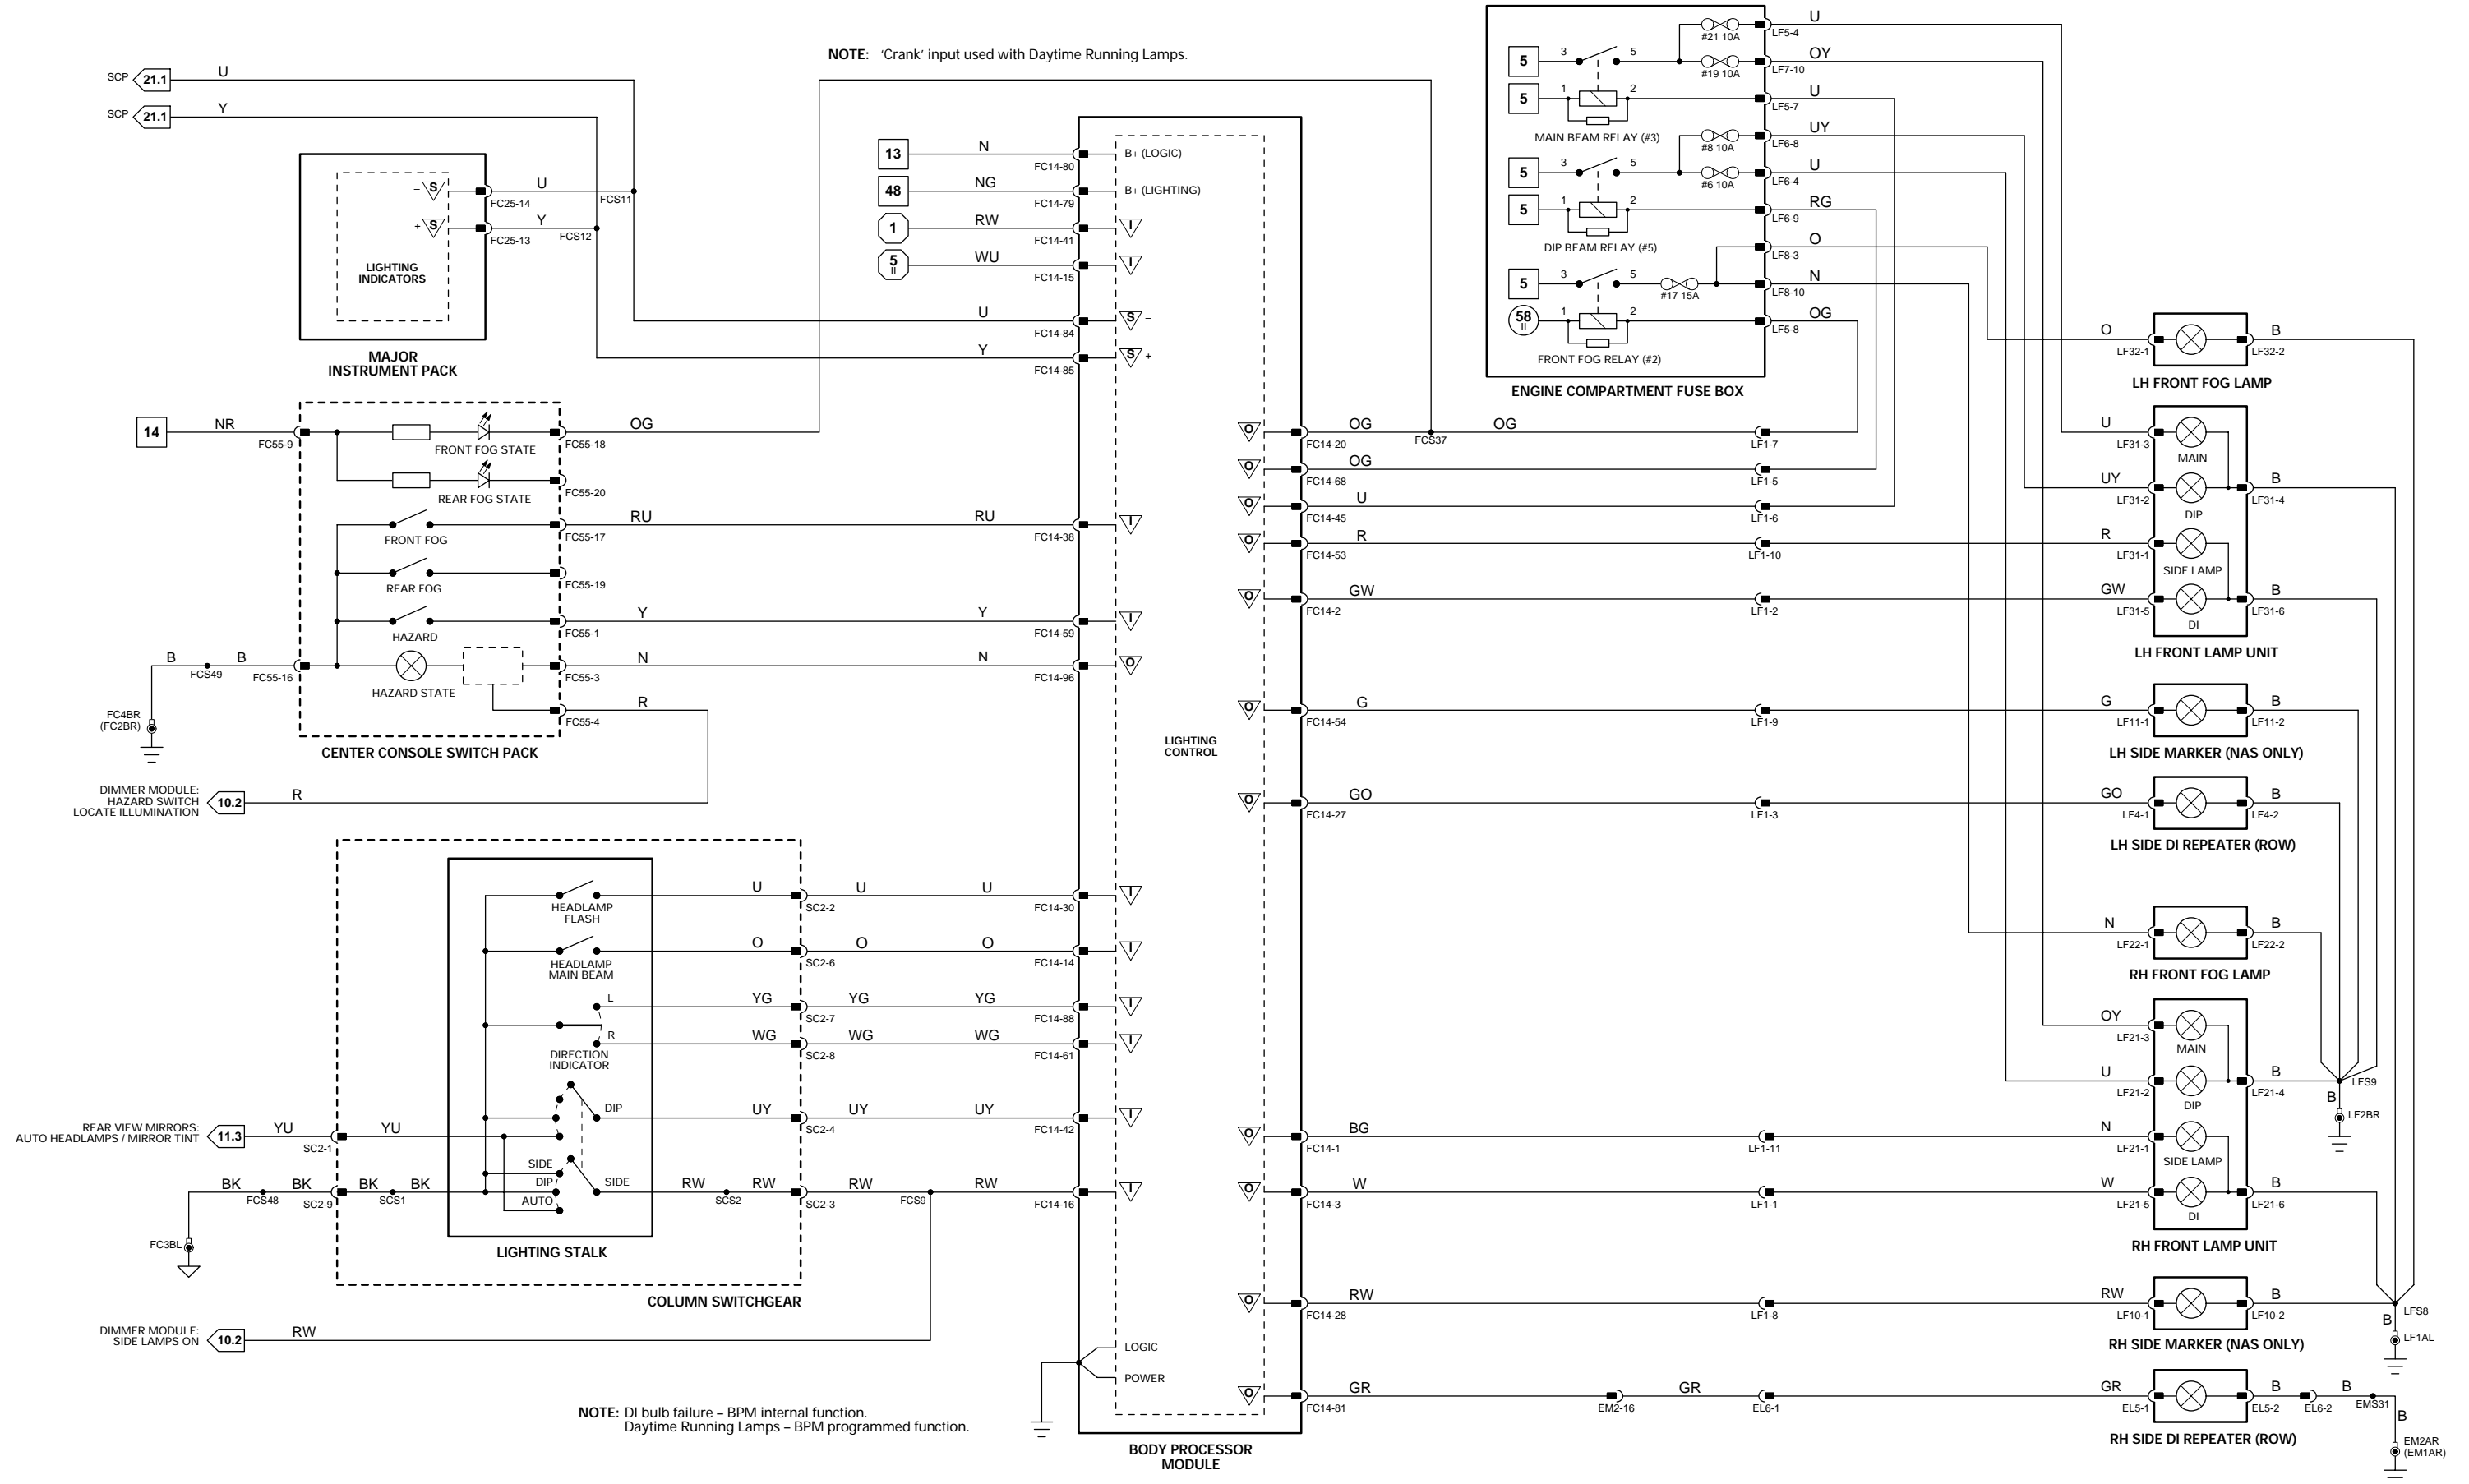 NOTE: ‘Crank’ input used with Daytime Running Lamps.
SCP 21.1 U
SCP 21.1 Y
– S U
FC25-14 FCS11
+ S Y
FC25-13 FCS12
LIGHTING
INDICATORS
MAJOR
INSTRUMENT PACK
14 NR FC55-9
FRONT FOG STATE FC55-18 OG
REAR FOG STATE FC55-20
FRONT FOG FC55-17 RU RU
REAR FOG FC55-19
HAZARD FC55-1 Y Y
B FCS49 B FC55-16
HAZARD STATE FC55-3 N N
FC55-4 R
FC4BR
(FC2BR)
CENTER CONSOLE SWITCH PACK
DIMMER MODULE:
HAZARD SWITCH
LOCATE ILLUMINATION
10.2 R
HEADLAMP
FLASH
U SC2-2 U U
HEADLAMP
MAIN BEAM
O SC2-6 O O
L YG SC2-7 YG YG
R WG SC2-8 WG WG
DIRECTION
INDICATOR
DIP UY SC2-4 UY UY
REAR VIEW MIRRORS:
AUTO HEADLAMPS / MIRROR TINT
11.3 YU SC2-1 YU
SIDE
DIP
AUTO
SIDE RW SCS2 RW SC2-3 RW FCS9 RW
BK FCS48 BK SC2-9 BK SCS1 BK
FC3BL
LIGHTING STALK
COLUMN SWITCHGEAR
DIMMER MODULE:
SIDE LAMPS ON
10.2 RW
NOTE: DI bulb failure – BPM internal function.
Daytime Running Lamps – BPM programmed function.
13 N FC14-80 B+ (LOGIC)
48 NG FC14-79 B+ (LIGHTING)
1 RW FC14-41 I
5 II WU FC14-15 I
U FC14-84 S –
Y FC14-85 S +
FC14-38 I
FC14-59 I
FC14-96 O
FC14-30 I
FC14-14 I
FC14-88 I
FC14-61 I
FC14-42 I
FC14-16 I
LIGHTING
CONTROL
LOGIC
POWER
BODY PROCESSOR
MODULE
O FC14-20 OG FCS37 OG LF1-7
O FC14-68 OG LF1-5
O FC14-45 U LF1-6
O FC14-53 R LF1-10
O FC14-2 GW LF1-2
O FC14-54 G LF1-9
O FC14-27 GO LF1-3
O FC14-1 BG LF1-11
O FC14-3 W LF1-1
O FC14-28 RW LF1-8
O FC14-81 GR EM2-16 GR EL6-1
#21 10A LF5-4 U
5 3 5 #19 10A LF7-10 OY
5 1 2 LF5-7 U
MAIN BEAM RELAY (#3)
#8 10A LF6-8 UY
5 3 5 #6 10A LF6-4 U
5 1 2 LF6-9 RG
DIP BEAM RELAY (#5)
LF8-3 O
5 3 5 #17 15A LF8-10 N
58 II 1 2 LF5-8 OG
FRONT FOG RELAY (#2)
ENGINE COMPARTMENT FUSE BOX
O LF32-1 LF32-2 B
LH FRONT FOG LAMP
U LF31-3 MAIN
UY LF31-2 DIP LF31-4 B
R LF31-1 SIDE LAMP
GW LF31-5 DI LF31-6 B
LH FRONT LAMP UNIT
G LF11-1 LF11-2 B
LH SIDE MARKER (NAS ONLY)
GO LF4-1 LF4-2 B
LH SIDE DI REPEATER (ROW)
N LF22-1 LF22-2 B
RH FRONT FOG LAMP
OY LF21-3 MAIN
U LF21-2 DIP LF21-4 B LFS9
B LF2BR
N LF21-1 SIDE LAMP
W LF21-5 DI LF21-6 B
RH FRONT LAMP UNIT
RW LF10-1 LF10-2 B LFS8
B LF1AL
RH SIDE MARKER (NAS ONLY)
GR EL5-1 EL5-2 B EL6-2 B EMS31
B EM2AR
(EM1AR)
RH SIDE DI REPEATER (ROW)